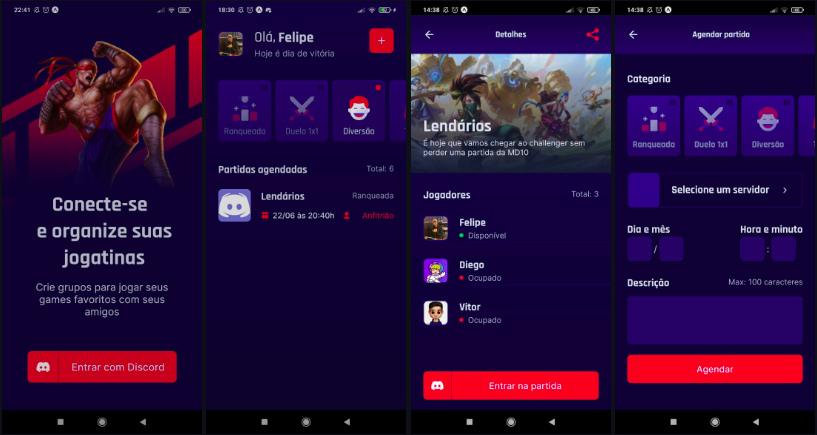 22:41
Conecte-se
e organize suas
jogatinas
Crie grupos para jogar seus
games favoritos com seus
amigos
Entrar com Discord
18:30
Olá, Felipe
Hoje é dia de vitória
+
Ranqueada
Duelo 1x1
Diversão
Partidas agendadas
Total: 6
Lendários
Ranqueada
22/06 às 20:40h
Anfitrião
14:38
Detalhes
Lendários
É hoje que vamos chegar ao challenger sem
perder uma partida da MD10
Jogadores
Total: 3
Felipe
Disponível
Diego
Ocupado
Vitor
Ocupado
Entrar na partida
14:38
Agendar partida
Categoria
Ranqueada
Duelo 1x1
Diversão
Selecione um servidor
Dia e mês
Hora e minuto
/
:
Descrição
Max: 100 caracteres
Agendar